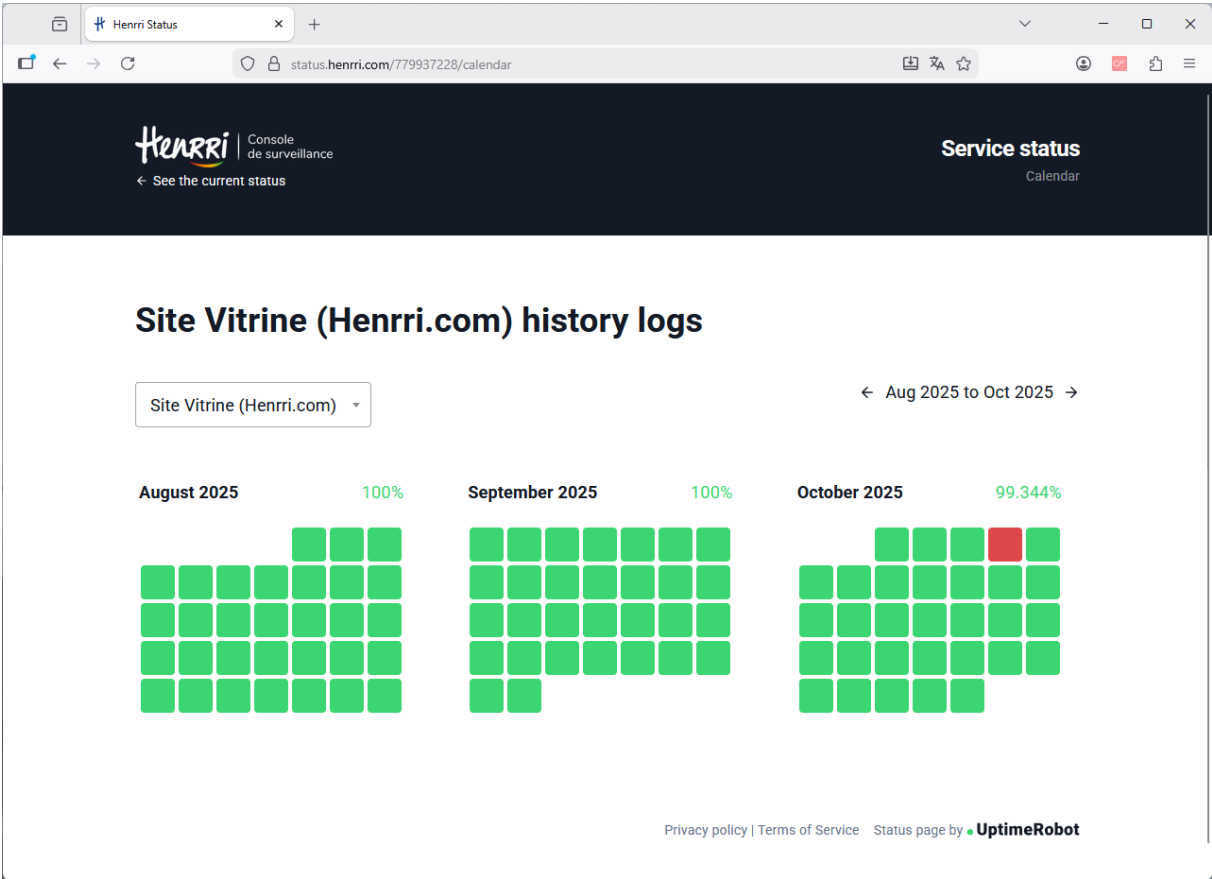 Henrri Status
status.henrri.com/779937228/calendar
Henrri
Console
de surveillance
← See the current status
Service status
Calendar
Site Vitrine (Henrri.com) history logs
Site Vitrine (Henrri.com)
← Aug 2025 to Oct 2025 →
August 2025 100%
September 2025 100%
October 2025 99.344%
Privacy policy | Terms of Service Status page by UptimeRobot